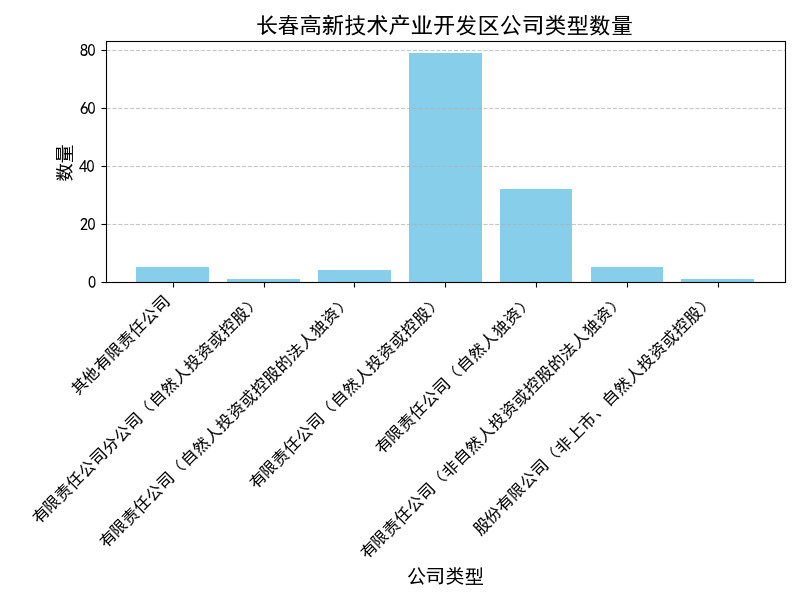 长春高新技术产业开发区公司类型数量
数量
80
60
40
20
0
其他有限责任公司
有限责任公司分公司（自然人投资或控股）
有限责任公司（自然人投资或控股的法人独资）
有限责任公司（自然人投资或控股）
有限责任公司（自然人独资）
有限责任公司（非自然人投资或控股的法人独资）
股份有限公司（非上市、自然人投资或控股）
公司类型